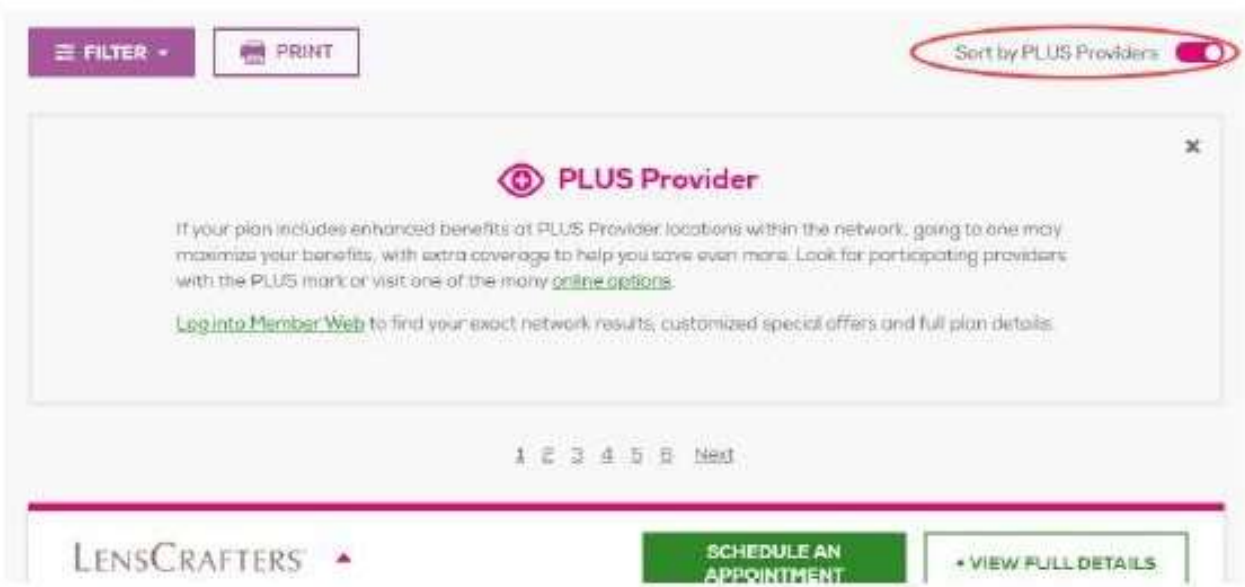 FILTER
PRINT
Sort by PLUS Providers
x
PLUS Provider
If your plan includes enhanced benefits at PLUS Provider locations within the network, going to one may
maximize your benefits, with extra coverage to help you save even more. Look for participating providers
with the PLUS mark or visit one of the many online options.
Log into Member Web to find your exact network results, customized special offers and full plan details.
1 2 3 4 5 6 Next
LENSCRAFTERS
SCHEDULE AN
APPOINTMENT
+ VIEW FULL DETAILS